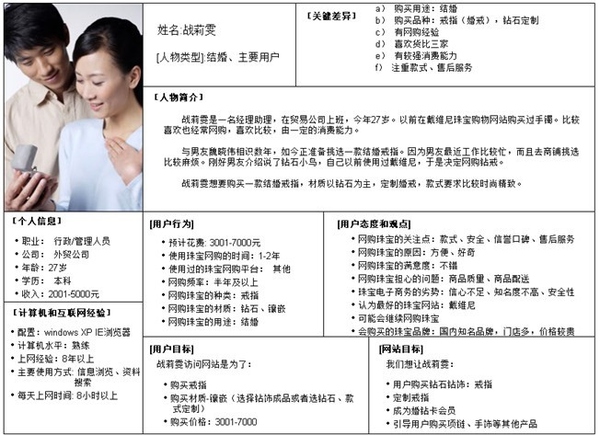 姓名:战莉雯
[人物类型]:结婚、主要用户
[关键差异]
a） 购买用途：结婚
b） 购买品种：戒指（婚戒），钻石定制
c） 有网购经验
d） 喜欢货比三家
e） 有较强消费能力
f） 注重款式、售后服务
[人物简介]
战莉雯是一名经理助理，在贸易公司上班，今年27岁。以前在戴维尼珠宝购物网站购买过手镯。比较
喜欢也经常网购，喜欢比较，由一定的消费能力。
与男友魏晓伟相识数年，如今正准备挑选一款结婚戒指。因为男友最近工作比较忙，而且去商铺挑选
比较麻烦。刚好男友介绍说了钻石小鸟，自己以前使用过戴维尼，于是决定网购钻戒。
战莉雯想要购买一款结婚戒指，材质以钻石为主，定制婚戒，款式要求比较时尚精致。
[个人信息]
• 职业： 行政/管理人员
• 公司： 外贸公司
• 年龄：27岁
• 学历： 本科
• 收入：2001-5000元
[计算机和互联网经验]
• 配置：windows XP IE浏览器
• 计算机水平：熟练
• 上网经验：8年以上
• 主要使用方式: 信息浏览、资料
搜索
• 每天上网时间: 8小时以上
[用户行为]
• 预计花费: 3001-7000元
• 使用珠宝网购的时间：1-2年
• 使用过的珠宝网购平台： 其他
• 网购频率：半年及以上
• 网购珠宝的种类：戒指
• 网购珠宝的材质：钻石、镶嵌
• 网购珠宝的用途：结婚
[用户态度和观点]
• 网购珠宝的关注点：款式、安全、信誉口碑、售后服务
• 网购珠宝的原因：方便、好奇
• 网购珠宝的满意度：不错
• 网购珠宝担心的问题：商品质量、商品配送
• 珠宝电子商务的劣势：信心不足、知名度不高、安全性
• 认为最好的珠宝网站：戴维尼
• 可能会继续网购珠宝
• 会购买的珠宝品牌：国内知名品牌，门店多，价格较贵
[用户目标]
战莉雯访问网站是为了：
• 购买戒指
• 购买材质-镶嵌（选择钻饰成品或者选钻石、款
式定制）
• 购买价格：3001-7000
[网站目标]
我们想让战莉雯：
• 用户购买钻石钻饰：戒指
• 定制戒指
• 成为婚钻卡会员
• 引导用户购买项链、手饰等其他产品